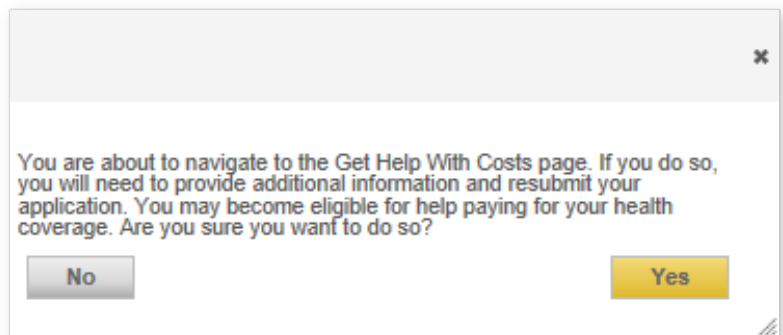 You are about to navigate to the Get Help With Costs page. If you do so,
you will need to provide additional information and resubmit your
application. You may become eligible for help paying for your health
coverage. Are you sure you want to do so?
No Yes